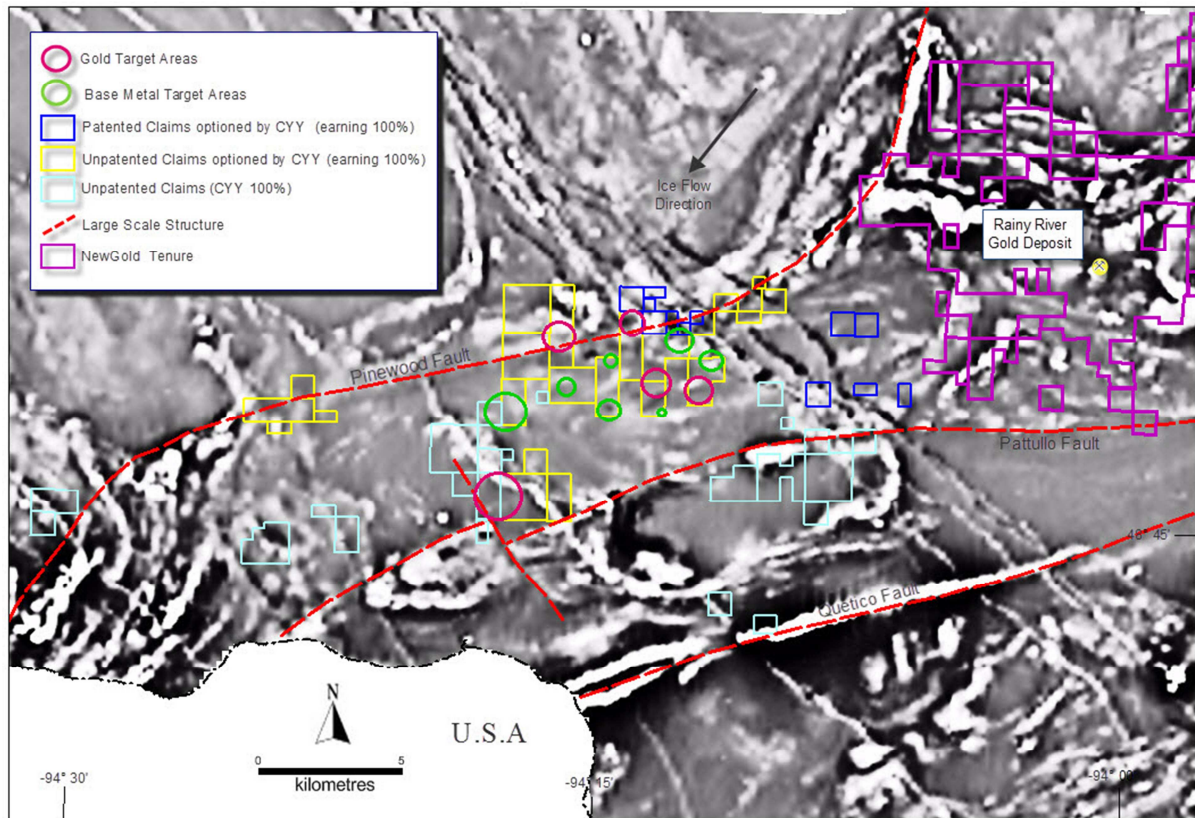 Gold Target Areas
Base Metal Target Areas
Patented Claims optioned by CYY (earning 100%)
Unpatented Claims optioned by CYY (earning 100%)
Unpatented Claims (CYY 100%)
Large Scale Structure
NewGold Tenure
Ice Flow
Direction
Rainy River
Gold Deposit
Pinewood Fault
Pattullo Fault
Quetico Fault
N
U.S.A
0
5
kilometres
-94° 30'
-94° 15'
-94° 00'